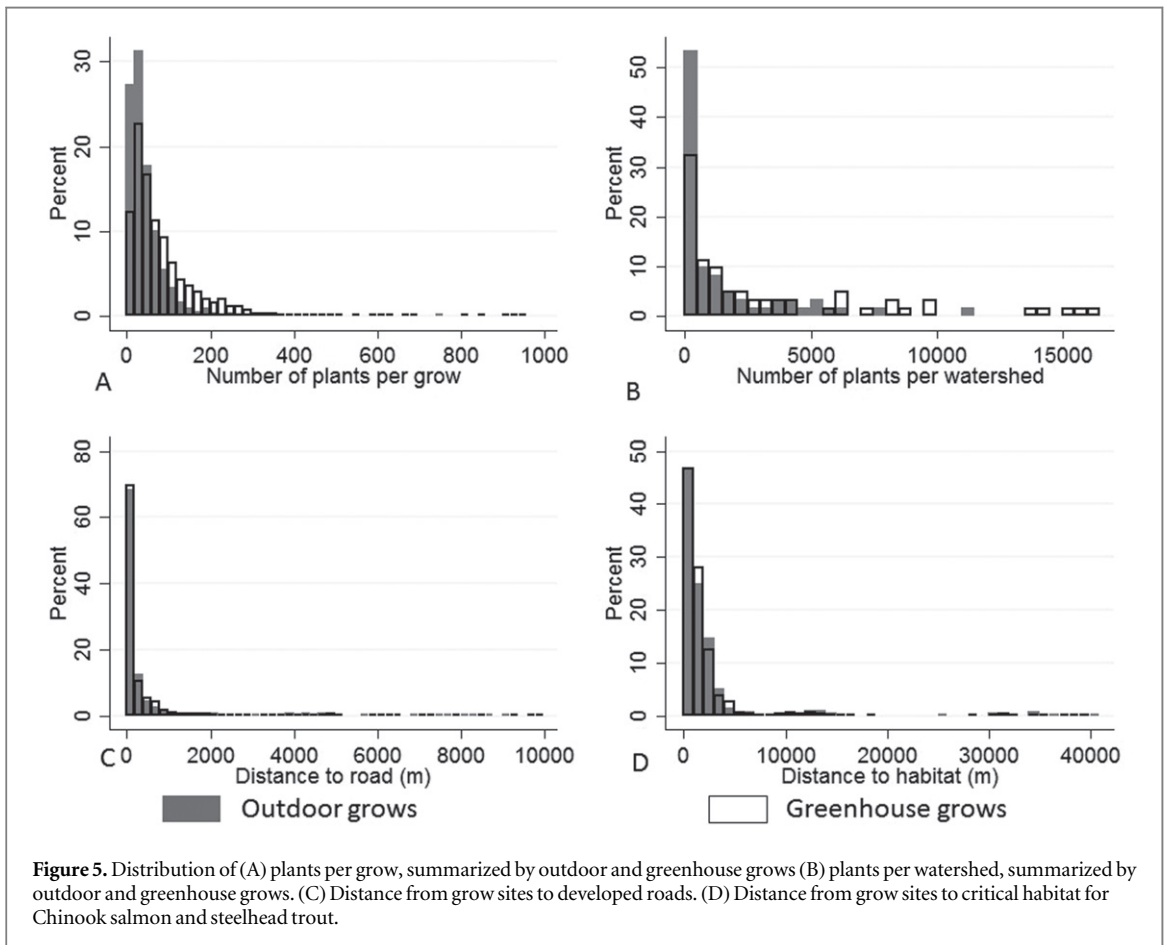 30
20
10
0
Percent
0 200 400 600 800 1000
Number of plants per grow
A
50
40
30
20
10
0
Percent
0 5000 10000 15000
Number of plants per watershed
B
80
60
40
20
0
Percent
0 2000 4000 6000 8000 10000
Distance to road (m)
C
50
40
30
20
10
0
Percent
0 10000 20000 30000 40000
Distance to habitat (m)
D
Outdoor grows
Greenhouse grows
Figure 5. Distribution of (A) plants per grow, summarized by outdoor and greenhouse grows (B) plants per watershed, summarized by
outdoor and greenhouse grows. (C) Distance from grow sites to developed roads. (D) Distance from grow sites to critical habitat for
Chinook salmon and steelhead trout.